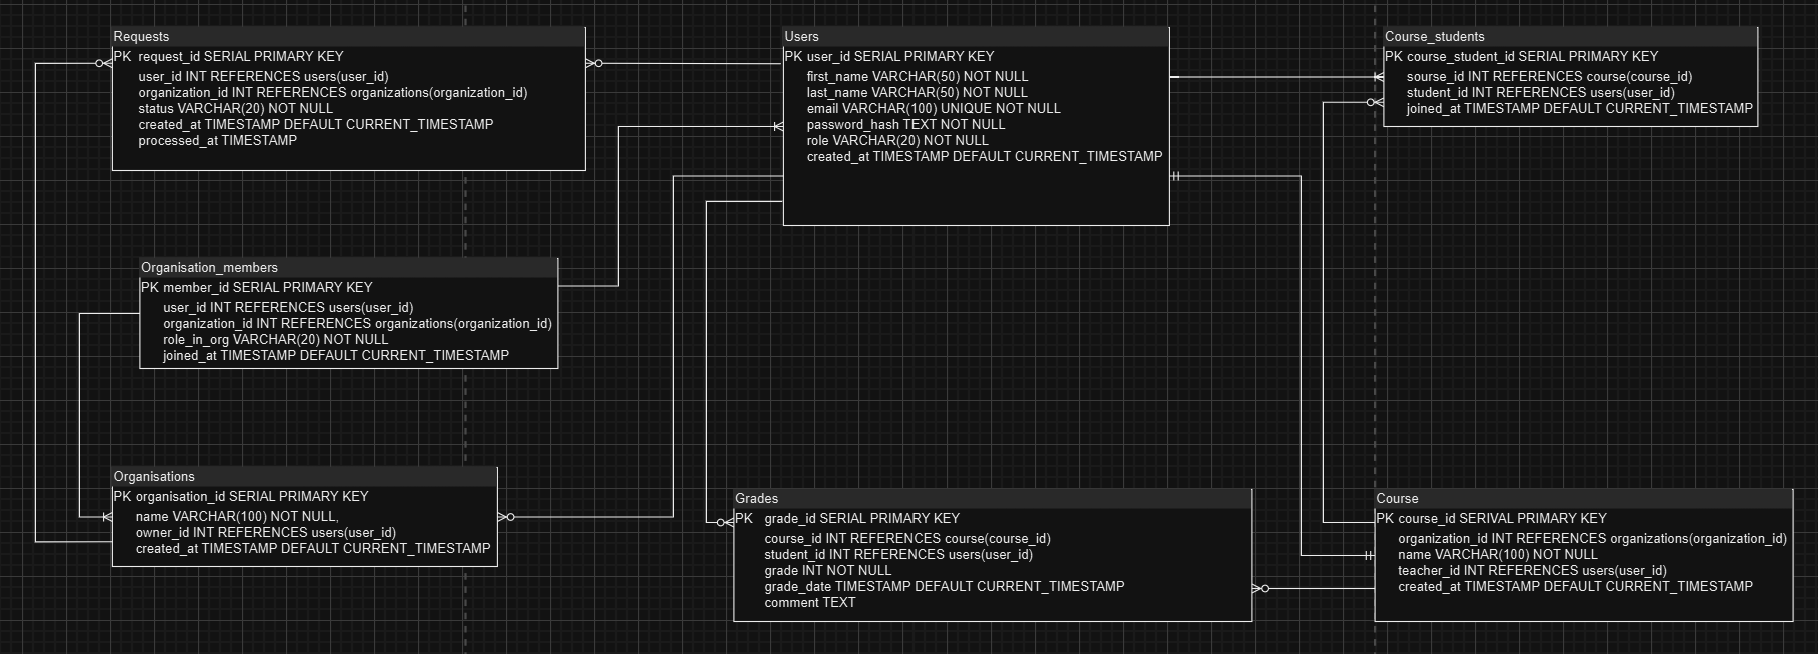 Requests
PK request_id SERIAL PRIMARY KEY
user_id INT REFERENCES users(user_id)
organization_id INT REFERENCES organizations(organization_id)
status VARCHAR(20) NOT NULL
created_at TIMESTAMP DEFAULT CURRENT_TIMESTAMP
processed_at TIMESTAMP
Users
PK user_id SERIAL PRIMARY KEY
first_name VARCHAR(50) NOT NULL
last_name VARCHAR(50) NOT NULL
email VARCHAR(100) UNIQUE NOT NULL
password_hash TEXT NOT NULL
role VARCHAR(20) NOT NULL
created_at TIMESTAMP DEFAULT CURRENT_TIMESTAMP
Course_students
PK course_student_id SERIAL PRIMARY KEY
sourse_id INT REFERENCES course(course_id)
student_id INT REFERENCES users(user_id)
joined_at TIMESTAMP DEFAULT CURRENT_TIMESTAMP
Organisation_members
PK member_id SERIAL PRIMARY KEY
user_id INT REFERENCES users(user_id)
organization_id INT REFERENCES organizations(organization_id)
role_in_org VARCHAR(20) NOT NULL
joined_at TIMESTAMP DEFAULT CURRENT_TIMESTAMP
Organisations
PK organisation_id SERIAL PRIMARY KEY
name VARCHAR(100) NOT NULL,
owner_id INT REFERENCES users(user_id)
created_at TIMESTAMP DEFAULT CURRENT_TIMESTAMP
Grades
PK grade_id SERIAL PRIMARY KEY
course_id INT REFERENCES course(course_id)
student_id INT REFERENCES users(user_id)
grade INT NOT NULL
grade_date TIMESTAMP DEFAULT CURRENT_TIMESTAMP
comment TEXT
Course
PK course_id SERIVAL PRIMARY KEY
organization_id INT REFERENCES organizations(organization_id)
name VARCHAR(100) NOT NULL
teacher_id INT REFERENCES users(user_id)
created_at TIMESTAMP DEFAULT CURRENT_TIMESTAMP